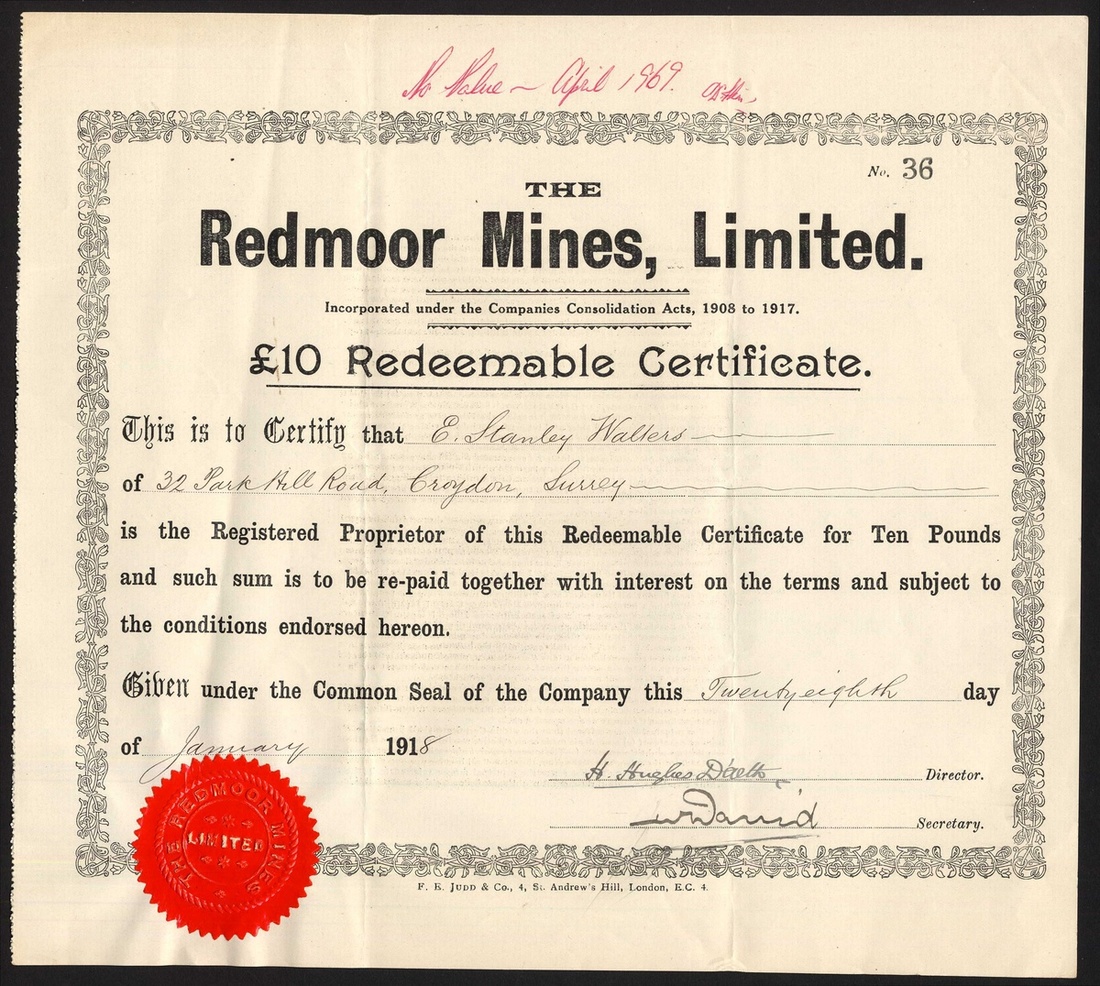 No Value - April 1969.
No. 36
THE
Redmoor Mines, Limited.
Incorporated under the Companies Consolidation Acts, 1908 to 1917.
£10 Redeemable Certificate.
This is to Certify that E. Stanley Walters
of 32 Park Hill Road, Croydon, Surrey
is the Registered Proprietor of this Redeemable Certificate for Ten Pounds
and such sum is to be re-paid together with interest on the terms and subject to
the conditions endorsed hereon.
Given under the Common Seal of the Company this Twentyeighth day
of January 1918
H. Hughes D'aeth Director.
Secretary.
THE REDMOOR MINES
LIMITED
F. E. JUDD & Co., 4, St. Andrew's Hill, London, E.C. 4.